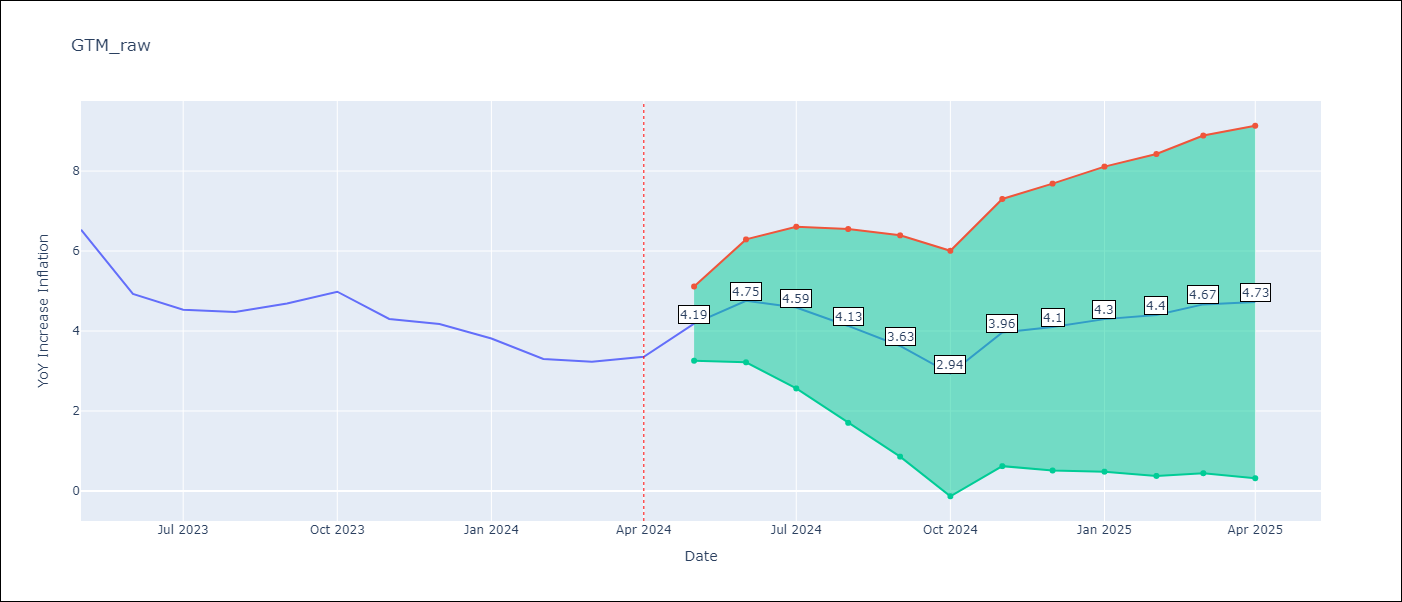 GTM_raw
YoY Increase Inflation
8
6
4
2
0
4.19
4.75
4.59
4.13
3.63
2.94
3.96
4.1
4.3
4.4
4.67
4.73
Jul 2023
Oct 2023
Jan 2024
Apr 2024
Jul 2024
Oct 2024
Jan 2025
Apr 2025
Date